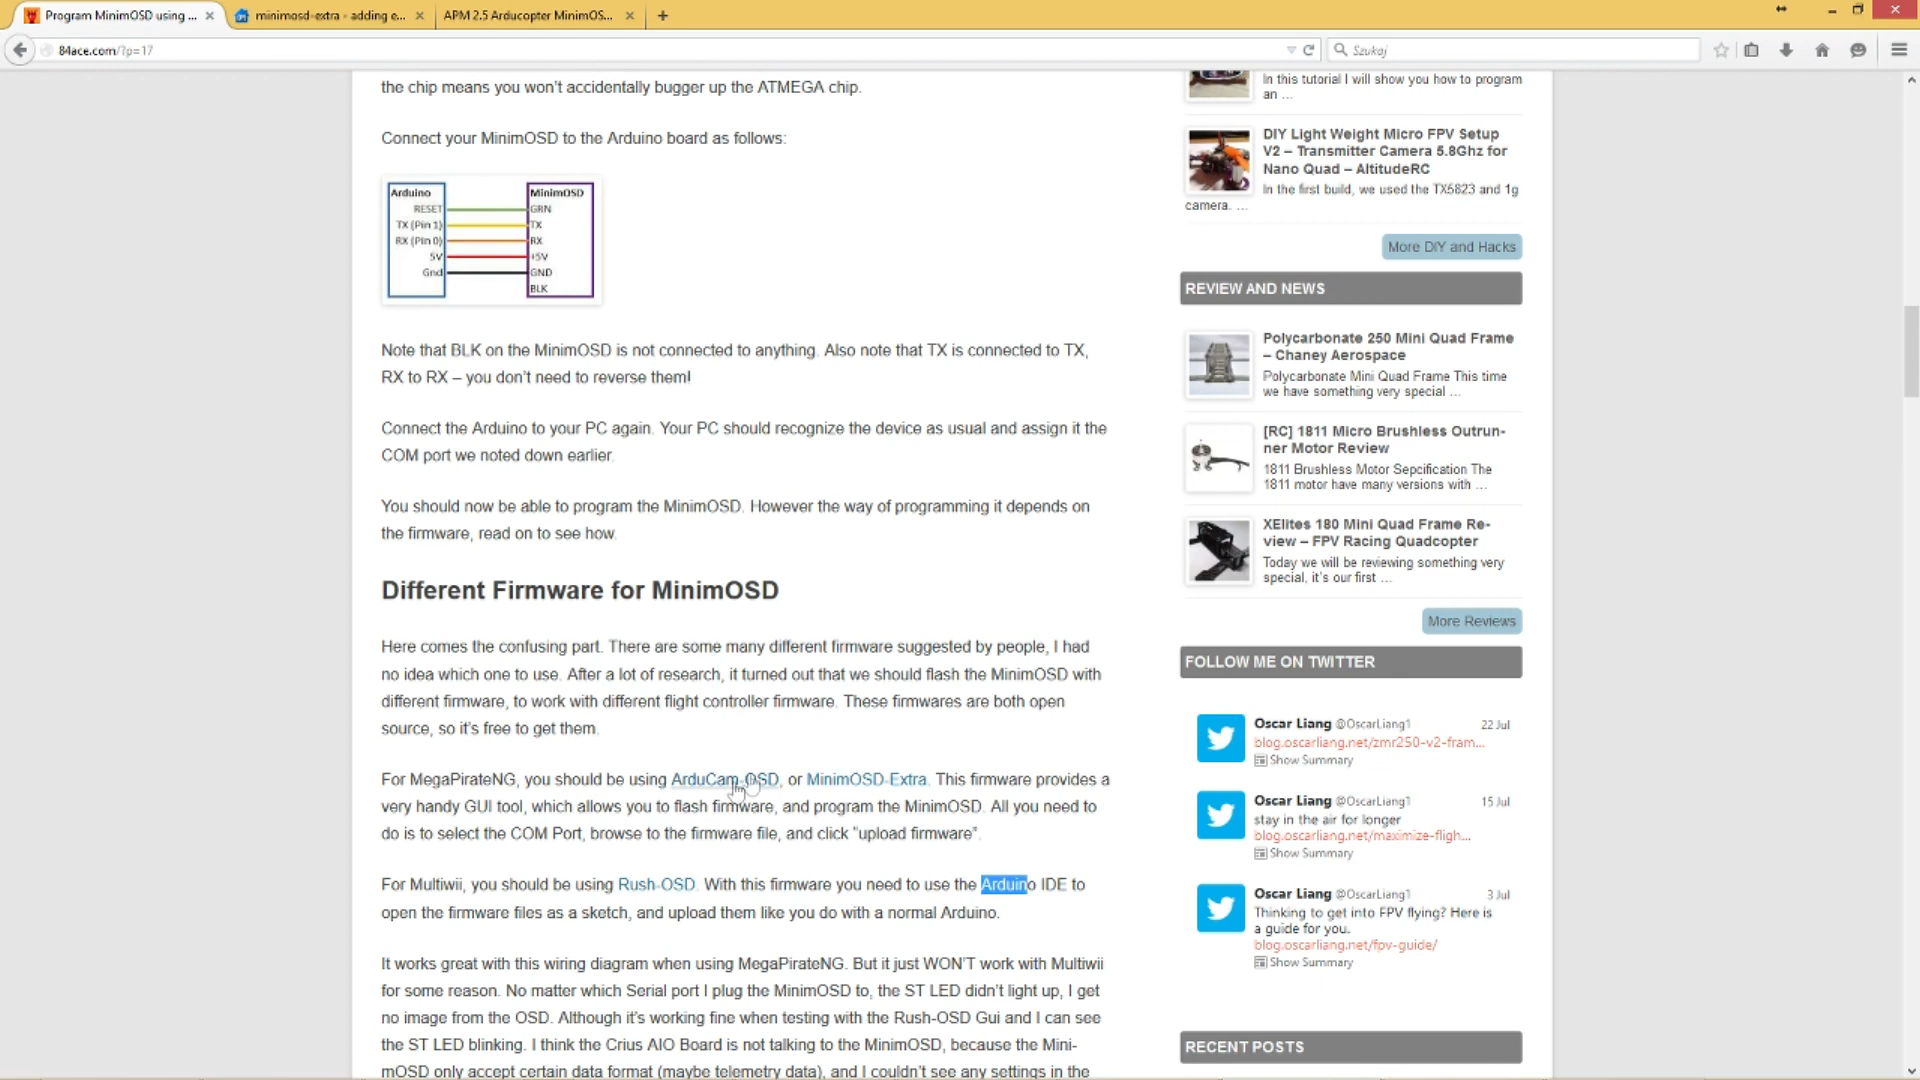 Program MinimOSD using ...
minimosd-extra - adding e...
APM 2.5 Arducopter MinimOS...
84ace.com/?p=17
Szukaj
the chip means you won't accidentally bugger up the ATMEGA chip.
Connect your MinimOSD to the Arduino board as follows:
Arduino MinimOSD
RESET GRN
TX (Pin 1) TX
RX (Pin 0) RX
5V +5V
Gnd GND
BLK
Note that BLK on the MinimOSD is not connected to anything. Also note that TX is connected to TX,
RX to RX – you don't need to reverse them!
Connect the Arduino to your PC again. Your PC should recognize the device as usual and assign it the
COM port we noted down earlier.
You should now be able to program the MinimOSD. However the way of programming it depends on
the firmware, read on to see how.
Different Firmware for MinimOSD
Here comes the confusing part. There are some many different firmware suggested by people, I had
no idea which one to use. After a lot of research, it turned out that we should flash the MinimOSD with
different firmware, to work with different flight controller firmware. These firmwares are both open
source, so it's free to get them.
For MegaPirateNG, you should be using ArduCam-OSD, or MinimOSD-Extra. This firmware provides a
very handy GUI tool, which allows you to flash firmware, and program the MinimOSD. All you need to
do is to select the COM Port, browse to the firmware file, and click "upload firmware".
For Multiwii, you should be using Rush-OSD. With this firmware you need to use the Arduino IDE to
open the firmware files as a sketch, and upload them like you do with a normal Arduino.
It works great with this wiring diagram when using MegaPirateNG. But it just WON'T work with Multiwii
for some reason. No matter which Serial port I plug the MinimOSD to, the ST LED didn't light up, I get
no image from the OSD. Although it's working fine when testing with the Rush-OSD Gui and I can see
the ST LED blinking. I think the Crius AIO Board is not talking to the MinimOSD, because the Mini-
mOSD only accept certain data format (maybe telemetry data), and I couldn't see any settings in the
In this tutorial I will show you how to program
an ...
DIY Light Weight Micro FPV Setup
V2 – Transmitter Camera 5.8Ghz for
Nano Quad – AltitudeRC
In the first build, we used the TX5823 and 1g
camera. ...
More DIY and Hacks
REVIEW AND NEWS
Polycarbonate 250 Mini Quad Frame
– Chaney Aerospace
Polycarbonate Mini Quad Frame This time
we have something very special ...
[RC] 1811 Micro Brushless Outrun-
ner Motor Review
1811 Brushless Motor Sepcification The
1811 motor have many versions with ...
XElites 180 Mini Quad Frame Re-
view – FPV Racing Quadcopter
Today we will be reviewing something very
special, it's our first ...
More Reviews
FOLLOW ME ON TWITTER
Oscar Liang @OscarLiang1 22 Jul
blog.oscarliang.net/zmr250-v2-fram...
Show Summary
Oscar Liang @OscarLiang1 15 Jul
stay in the air for longer
blog.oscarliang.net/maximize-fligh...
Show Summary
Oscar Liang @OscarLiang1 3 Jul
Thinking to get into FPV flying? Here is
a guide for you.
blog.oscarliang.net/fpv-guide/
Show Summary
RECENT POSTS